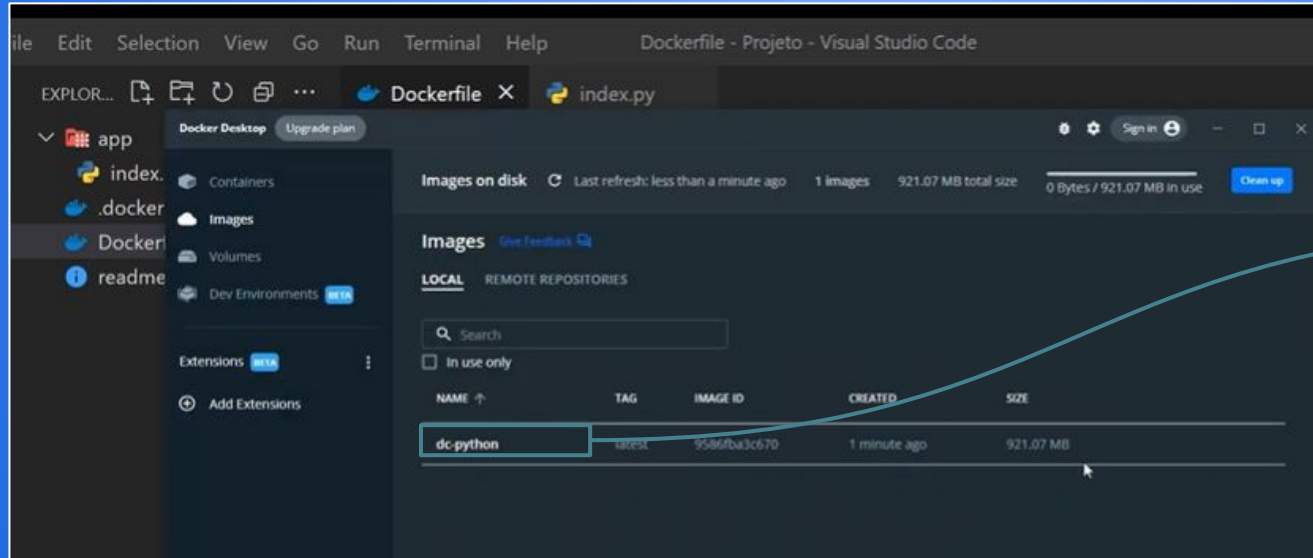 ile Edit Selection View Go Run Terminal Help Dockerfile - Projeto - Visual Studio Code
EXPLOR... Dockerfile index.py
app
index.
.docker
Dockerf
readme
Docker Desktop Upgrade plan Sign in
Containers
Images
Volumes
Dev Environments BETA
Extensions BETA
Add Extensions
Images on disk Last refresh: less than a minute ago 1 images 921.07 MB total size 0 Bytes / 921.07 MB in use Clean up
Images Give Feedback
LOCAL REMOTE REPOSITORIES
Search
In use only
NAME TAG IMAGE ID CREATED SIZE
dc-python latest 9586fba3c670 1 minute ago 921.07 MB